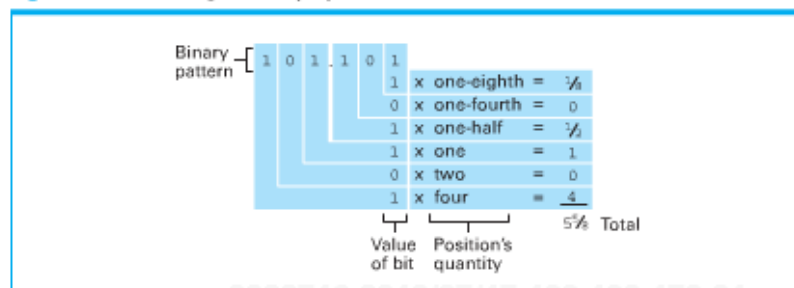 Binary pattern
1 0 1 . 1 0 1
1 x one-eighth = 1/8
0 x one-fourth = 0
1 x one-half = 1/2
1 x one = 1
0 x two = 0
1 x four = 4
5 5/8 Total
Value of bit
Position's quantity